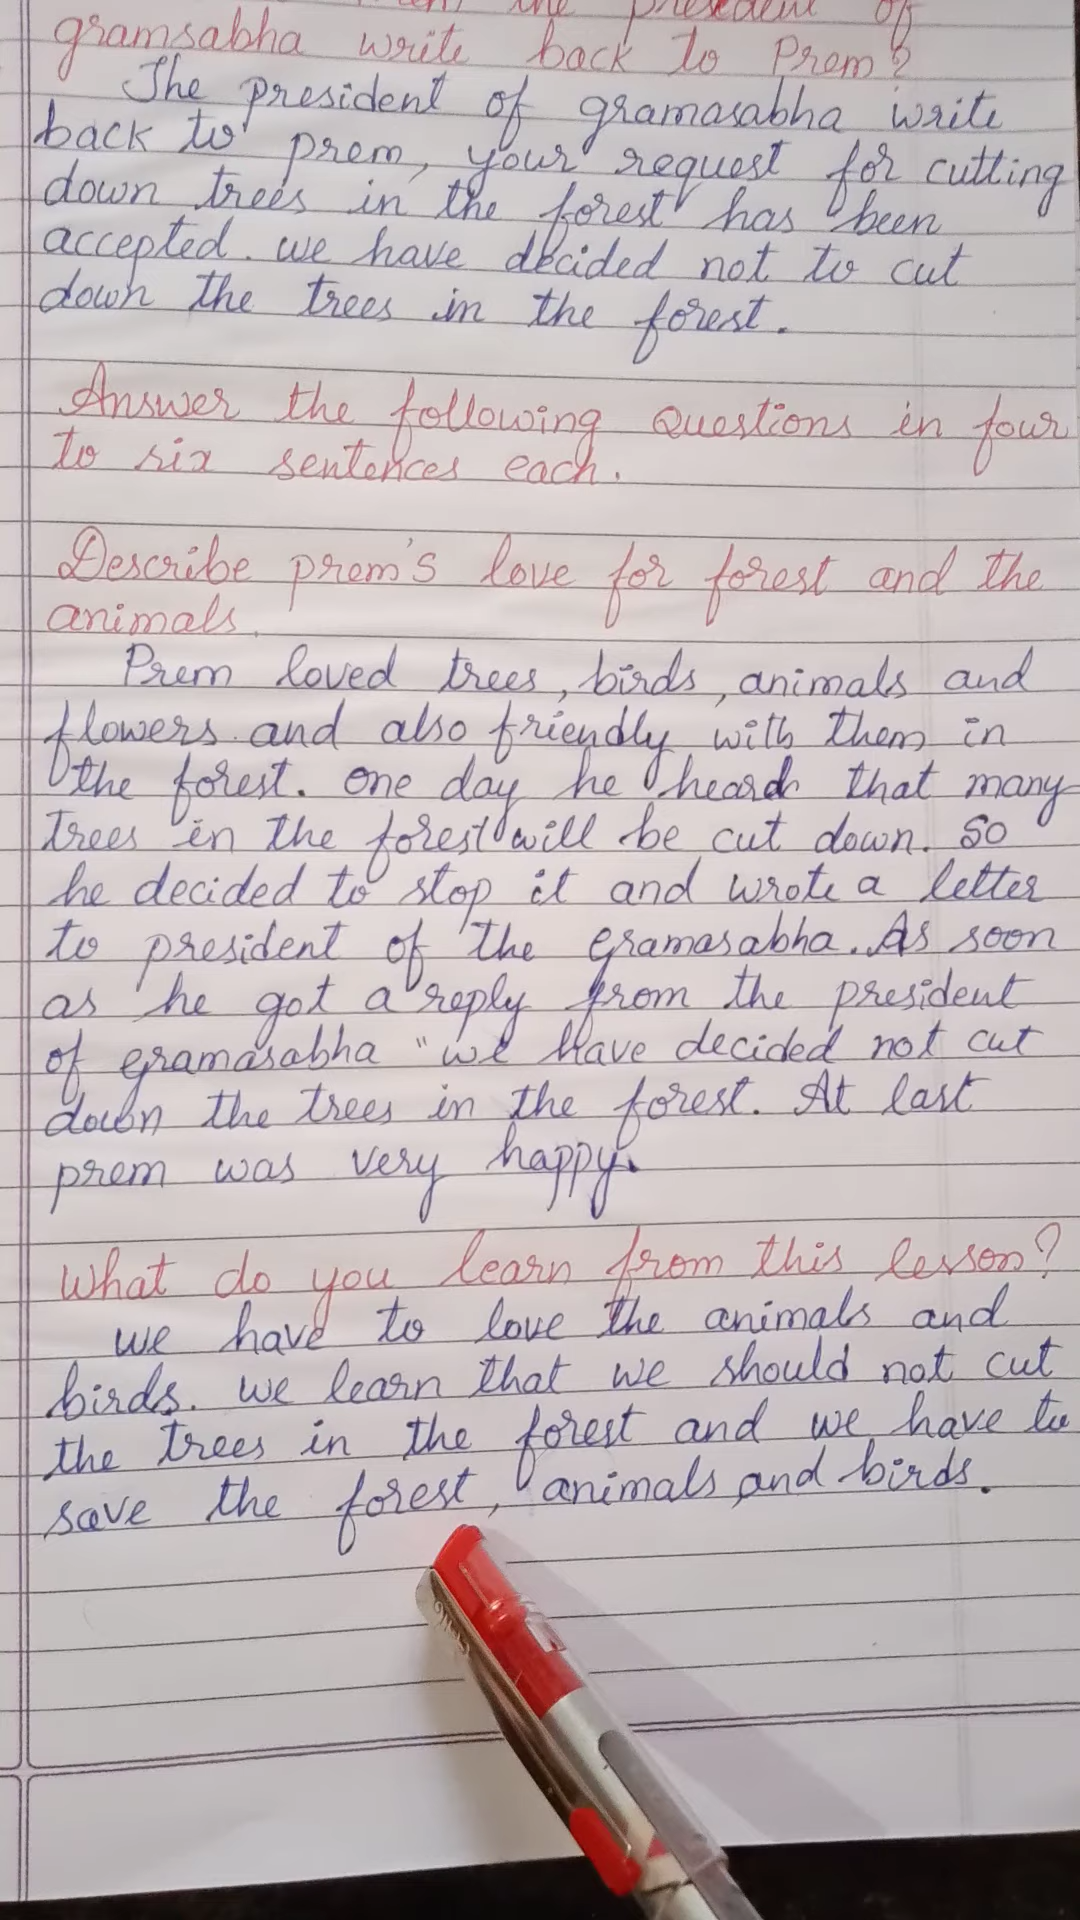 the president of
gramsabha write back to Prem?
The president of gramasabha write
back to prem, your request for cutting
down trees in the forest has been
accepted. we have decided not to cut
down the trees in the forest.
Answer the following Questions in four
to six sentences each.
Describe prem's love for forest and the
animals.
Prem loved trees, birds, animals and
flowers and also friendly with them in
the forest. one day he heard that many
trees in the forest will be cut down. So
he decided to stop it and wrote a letter
to president of the gramasabha. As soon
as he got a reply from the president
of gramasabha "we have decided not cut
down the trees in the forest. At last
prem was very happy.
What do you learn from this lesson?
we have to love the animals and
birds. we learn that we should not cut
the trees in the forest and we have to
save the forest, animals and birds.